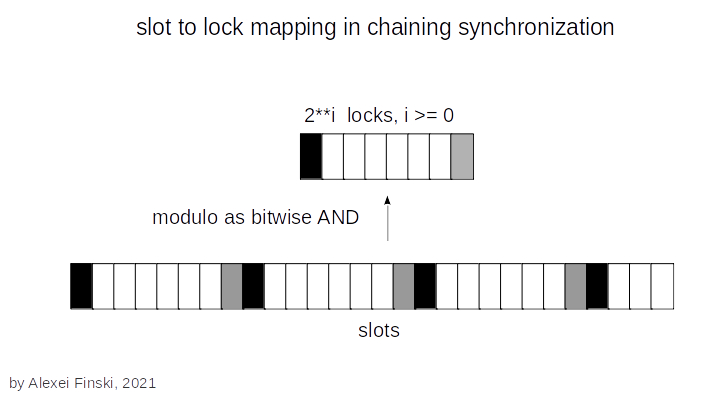 slot to lock mapping in chaining synchronization
2**i locks, i >= 0
modulo as bitwise AND
slots
by Alexei Finski, 2021